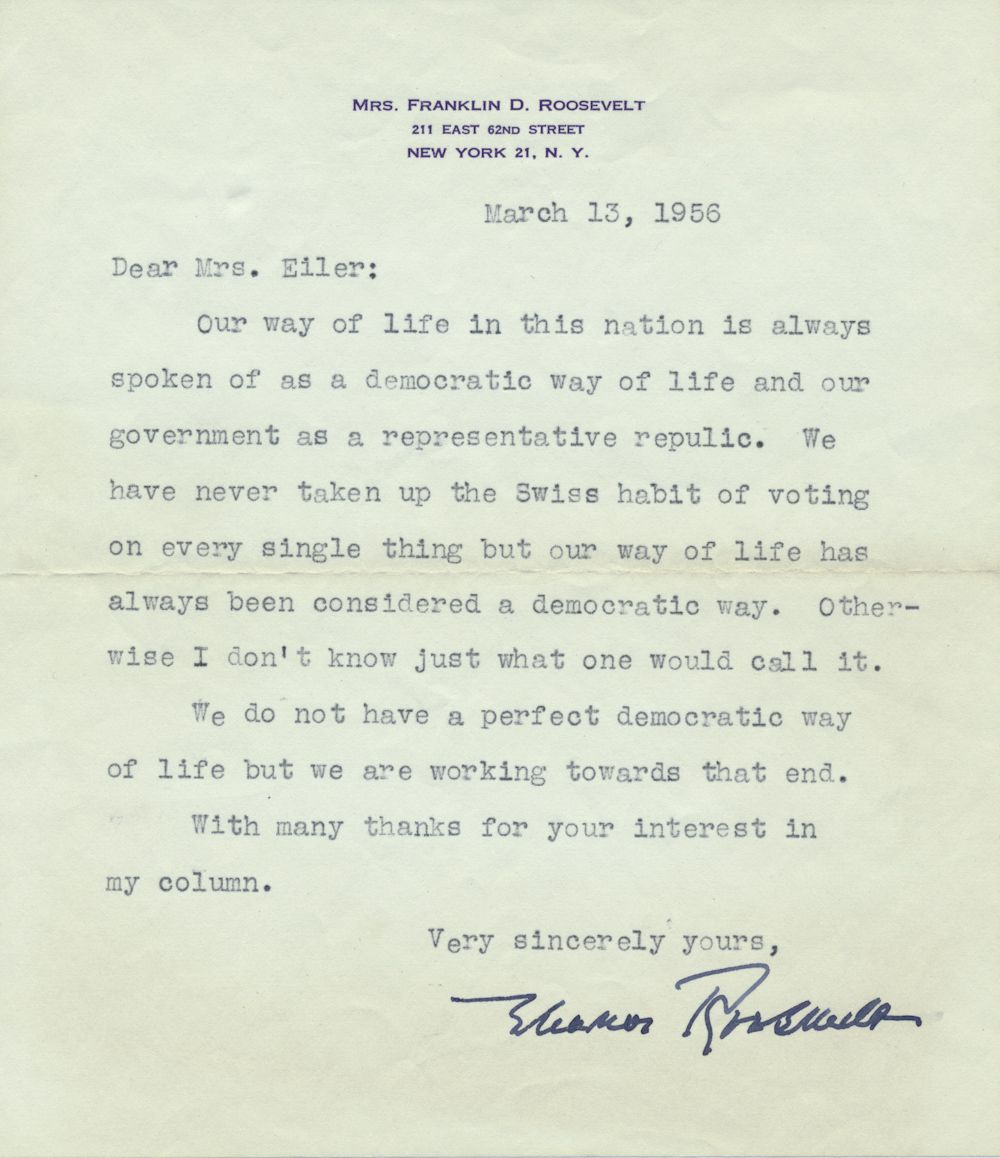 MRS. FRANKLIN D. ROOSEVELT
211 EAST 62ND STREET
NEW YORK 21, N. Y.
March 13, 1956
Dear Mrs. Eiler:
Our way of life in this nation is always
spoken of as a democratic way of life and our
government as a representative repulic. We
have never taken up the Swiss habit of voting
on every single thing but our way of life has
always been considered a democratic way. Other-
wise I don't know just what one would call it.
We do not have a perfect democratic way
of life but we are working towards that end.
With many thanks for your interest in
my column.
Very sincerely yours,
Eleanor Roosevelt